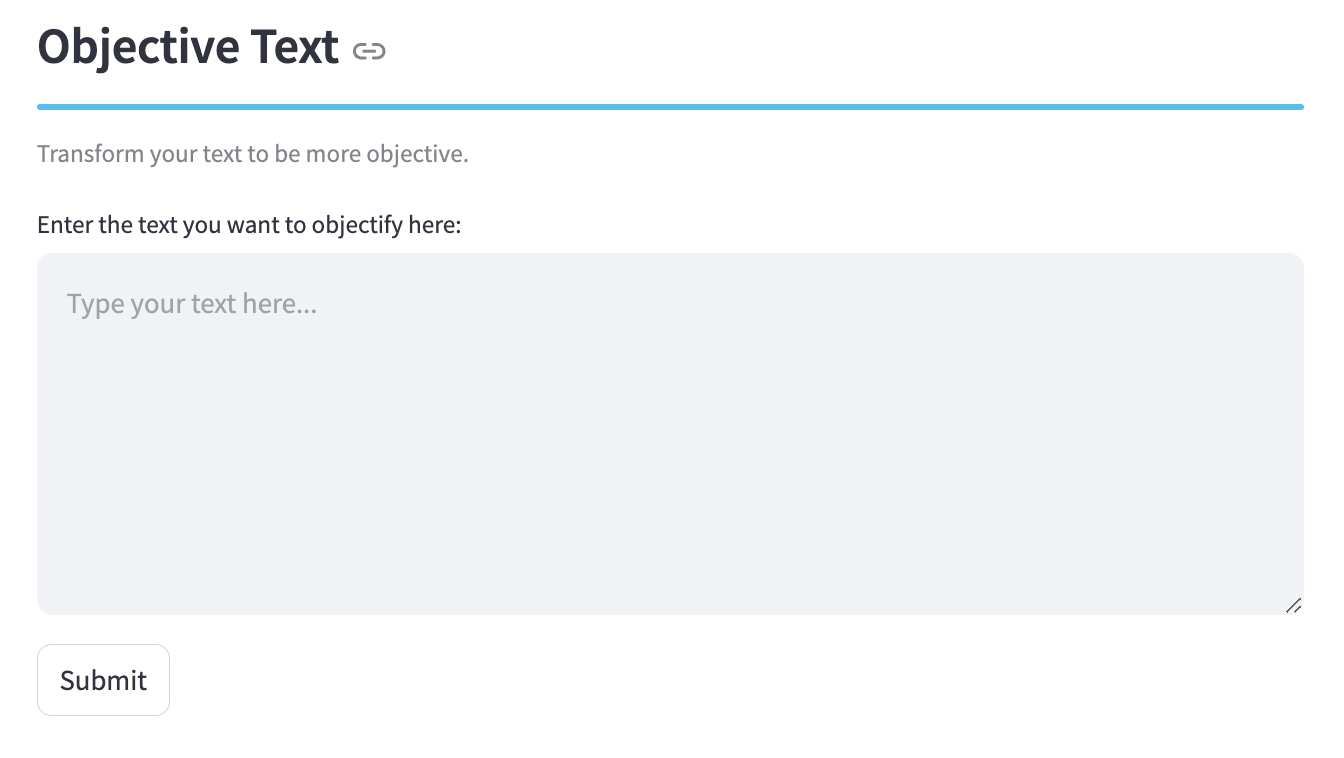 Objective Text
Transform your text to be more objective.
Enter the text you want to objectify here:
Type your text here...
Submit